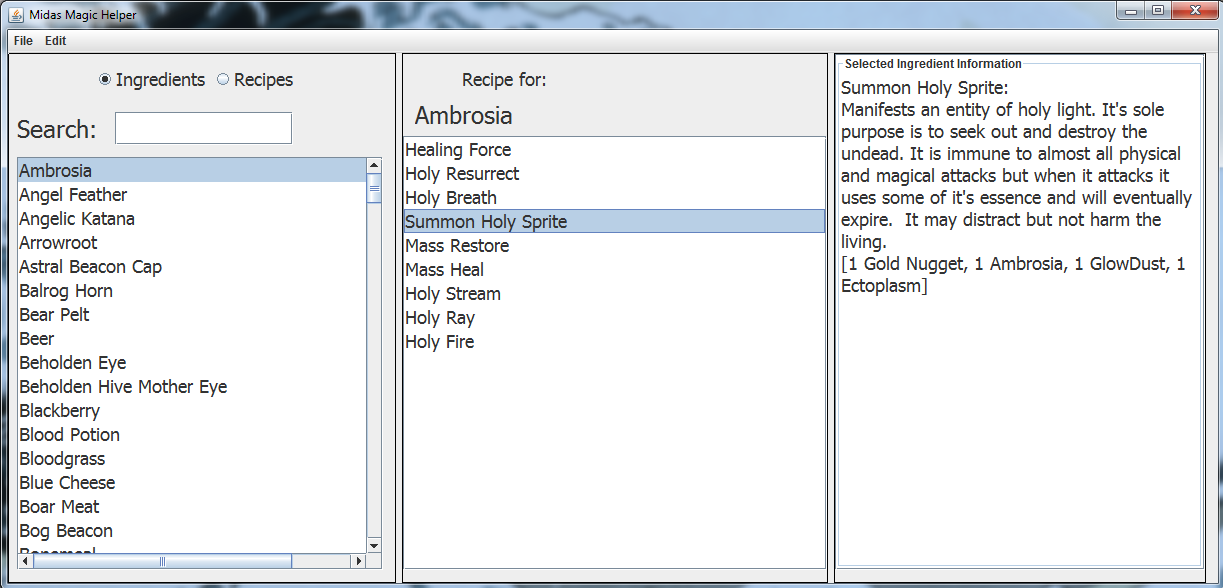 Midas Magic Helper
File Edit
Ingredients Recipes
Search:
Ambrosia
Angel Feather
Angelic Katana
Arrowroot
Astral Beacon Cap
Balrog Horn
Bear Pelt
Beer
Beholden Eye
Beholden Hive Mother Eye
Blackberry
Blood Potion
Bloodgrass
Blue Cheese
Boar Meat
Bog Beacon
Bonemeal
Recipe for:
Ambrosia
Healing Force
Holy Resurrect
Holy Breath
Summon Holy Sprite
Mass Restore
Mass Heal
Holy Stream
Holy Ray
Holy Fire
Selected Ingredient Information
Summon Holy Sprite:
Manifests an entity of holy light. It's sole
purpose is to seek out and destroy the
undead. It is immune to almost all physical
and magical attacks but when it attacks it
uses some of it's essence and will eventually
expire.  It may distract but not harm the
living.
[1 Gold Nugget, 1 Ambrosia, 1 GlowDust, 1
Ectoplasm]